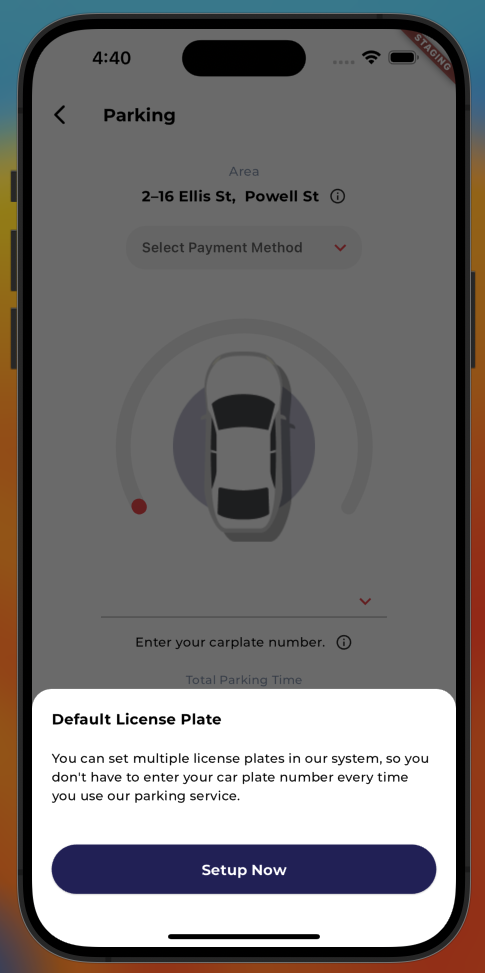 4:40
STAGING
Parking
Area
2–16 Ellis St, Powell St
Select Payment Method
Enter your carplate number.
Total Parking Time
Default License Plate
You can set multiple license plates in our system, so you
don't have to enter your car plate number every time
you use our parking service.
Setup Now